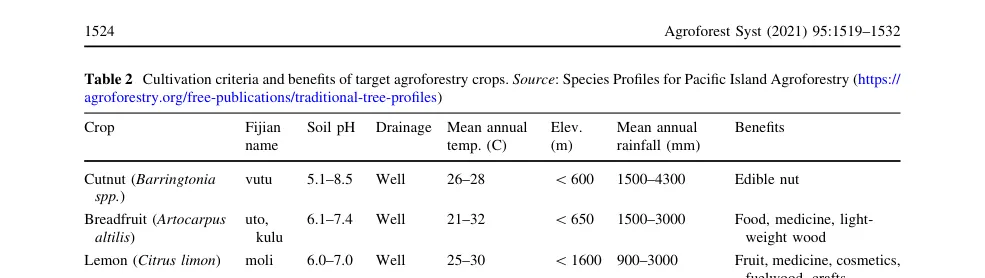 1524 Agroforest Syst (2021) 95:1519–1532
Table 2 Cultivation criteria and benefits of target agroforestry crops. Source: Species Profiles for Pacific Island Agroforestry (https://
agroforestry.org/free-publications/traditional-tree-profiles)
Crop Fijian name Soil pH Drainage Mean annual temp. (C) Elev. (m) Mean annual rainfall (mm) Benefits
Cutnut (Barringtonia spp.) vutu 5.1–8.5 Well 26–28 < 600 1500–4300 Edible nut
Breadfruit (Artocarpus altilis) uto, kulu 6.1–7.4 Well 21–32 < 650 1500–3000 Food, medicine, light-weight wood
Lemon (Citrus limon) moli 6.0–7.0 Well 25–30 < 1600 900–3000 Fruit, medicine, cosmetics,
fuelwood, crafts